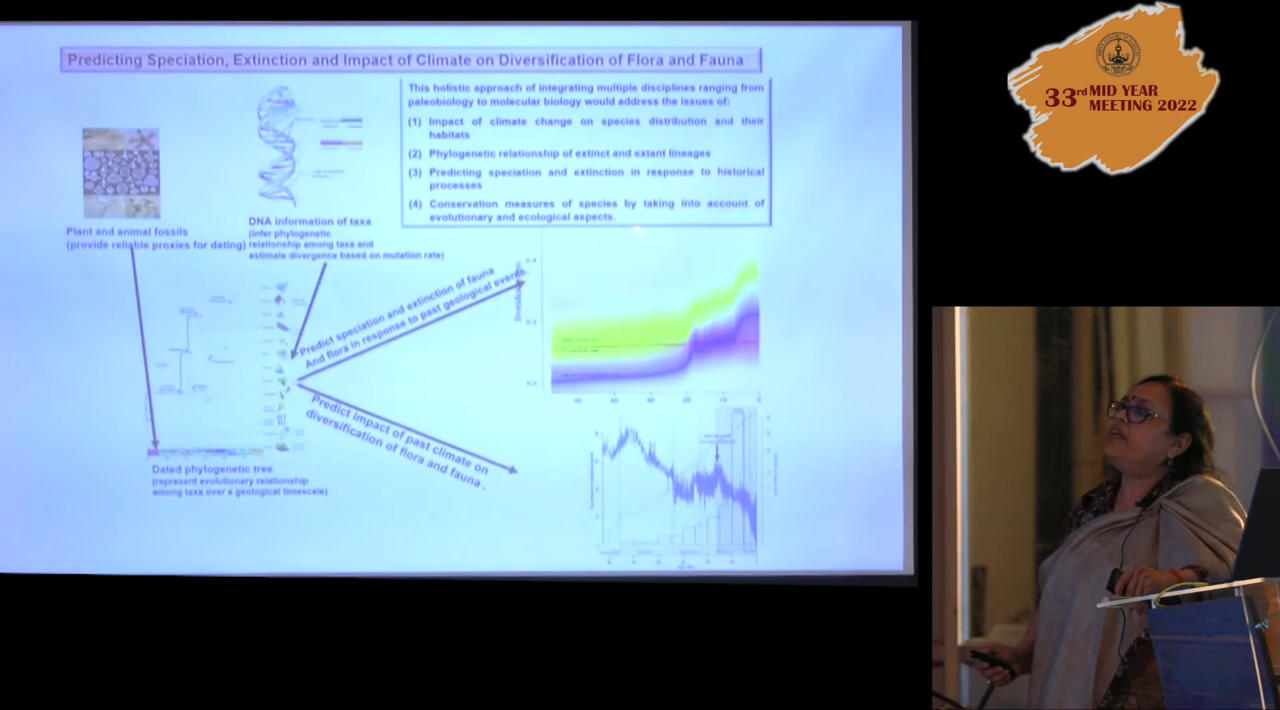 Predicting Speciation, Extinction and Impact of Climate on Diversification of Flora and Fauna
This holistic approach of integrating multiple disciplines ranging from
paleobiology to molecular biology would address the issues of:
(1) Impact of climate change on species distribution and their
habitats
(2) Phylogenetic relationship of extinct and extant lineages
(3) Predicting speciation and extinction in response to historical
processes
(4) Conservation measures of species by taking into account of
evolutionary and ecological aspects.
Plant and animal fossils
(provide reliable proxies for dating)
DNA information of taxa
(infer phylogenetic
relationship among taxa and
estimate divergence based on mutation rate)
Predict speciation and extinction of fauna
And flora in response to past geological events.
Predict impact of past climate on
diversification of flora and fauna .
Dated phylogenetic tree
(represent evolutionary relationship
among taxa over a geological timescale)
33rd MID YEAR
MEETING 2022